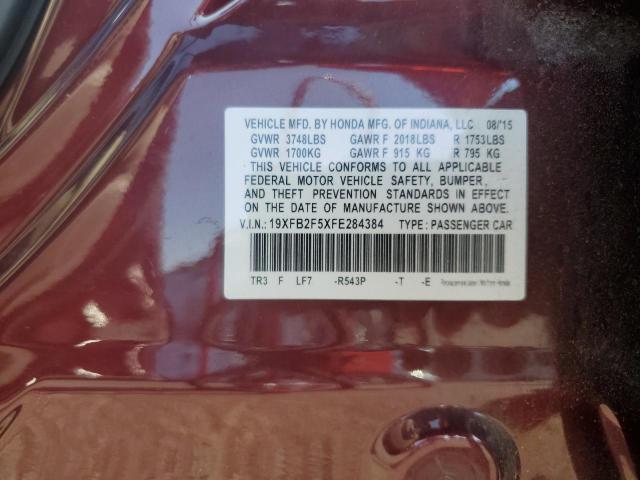 VEHICLE MFD. BY HONDA MFG. OF INDIANA, LLC 08/'15
GVWR 3748LBS GAWR F 2018LBS R 1753LBS
GVWR 1700KG GAWR F 915 KG R 795 KG
THIS VEHICLE CONFORMS TO ALL APPLICABLE
FEDERAL MOTOR VEHICLE SAFETY, BUMPER,
AND THEFT PREVENTION STANDARDS IN EFFECT
ON THE DATE OF MANUFACTURE SHOWN ABOVE.
V.I.N.: 19XFB2F5XFE284384 TYPE: PASSENGER CAR
TR3 F LF7 -R543P -T -E